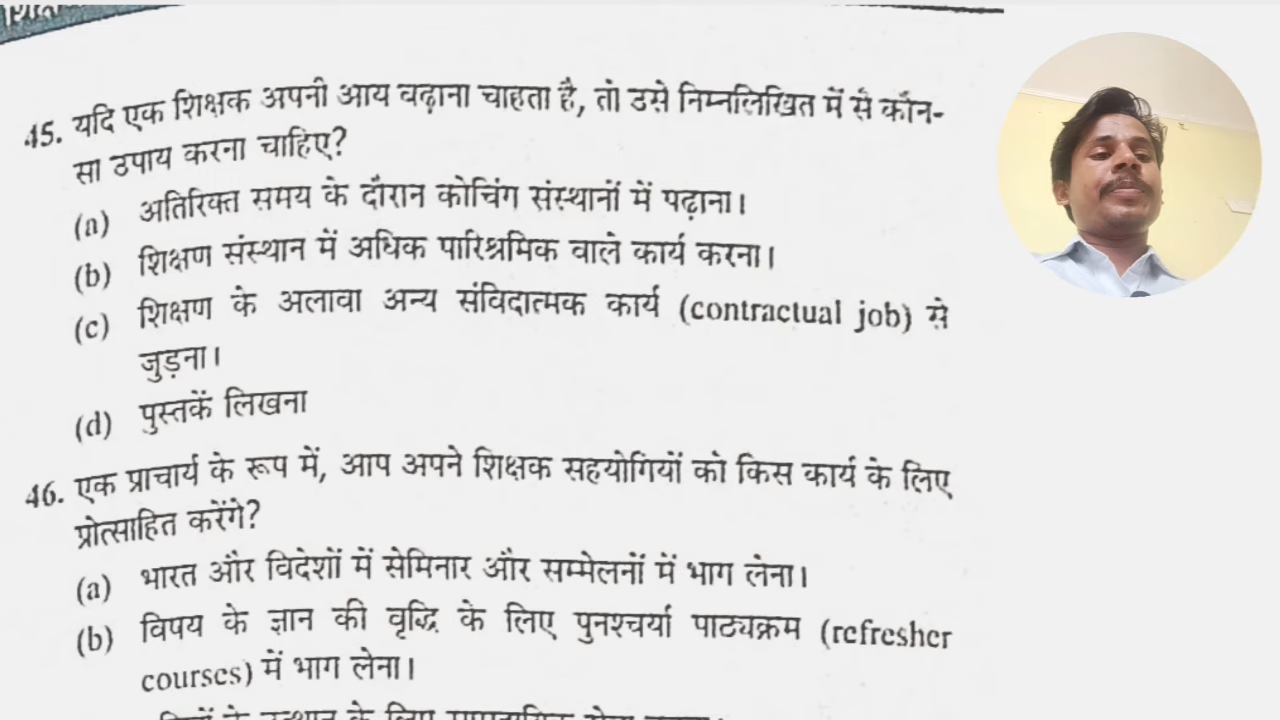 45. यदि एक शिक्षक अपनी आय बढ़ाना चाहता है, तो उसे निम्नलिखित में से कौन-
सा उपाय करना चाहिए?
(a) अतिरिक्त समय के दौरान कोचिंग संस्थानों में पढ़ाना।
(b) शिक्षण संस्थान में अधिक पारिश्रमिक वाले कार्य करना।
(c) शिक्षण के अलावा अन्य संविदात्मक कार्य (contractual job) से
जुड़ना।
(d) पुस्तकें लिखना
46. एक प्राचार्य के रूप में, आप अपने शिक्षक सहयोगियों को किस कार्य के लिए
प्रोत्साहित करेंगे?
(a) भारत और विदेशों में सेमिनार और सम्मेलनों में भाग लेना।
(b) विषय के ज्ञान की वृद्धि के लिए पुनश्चर्या पाठ्यक्रम (refresher
courses) में भाग लेना।
के उत्थान के लिए